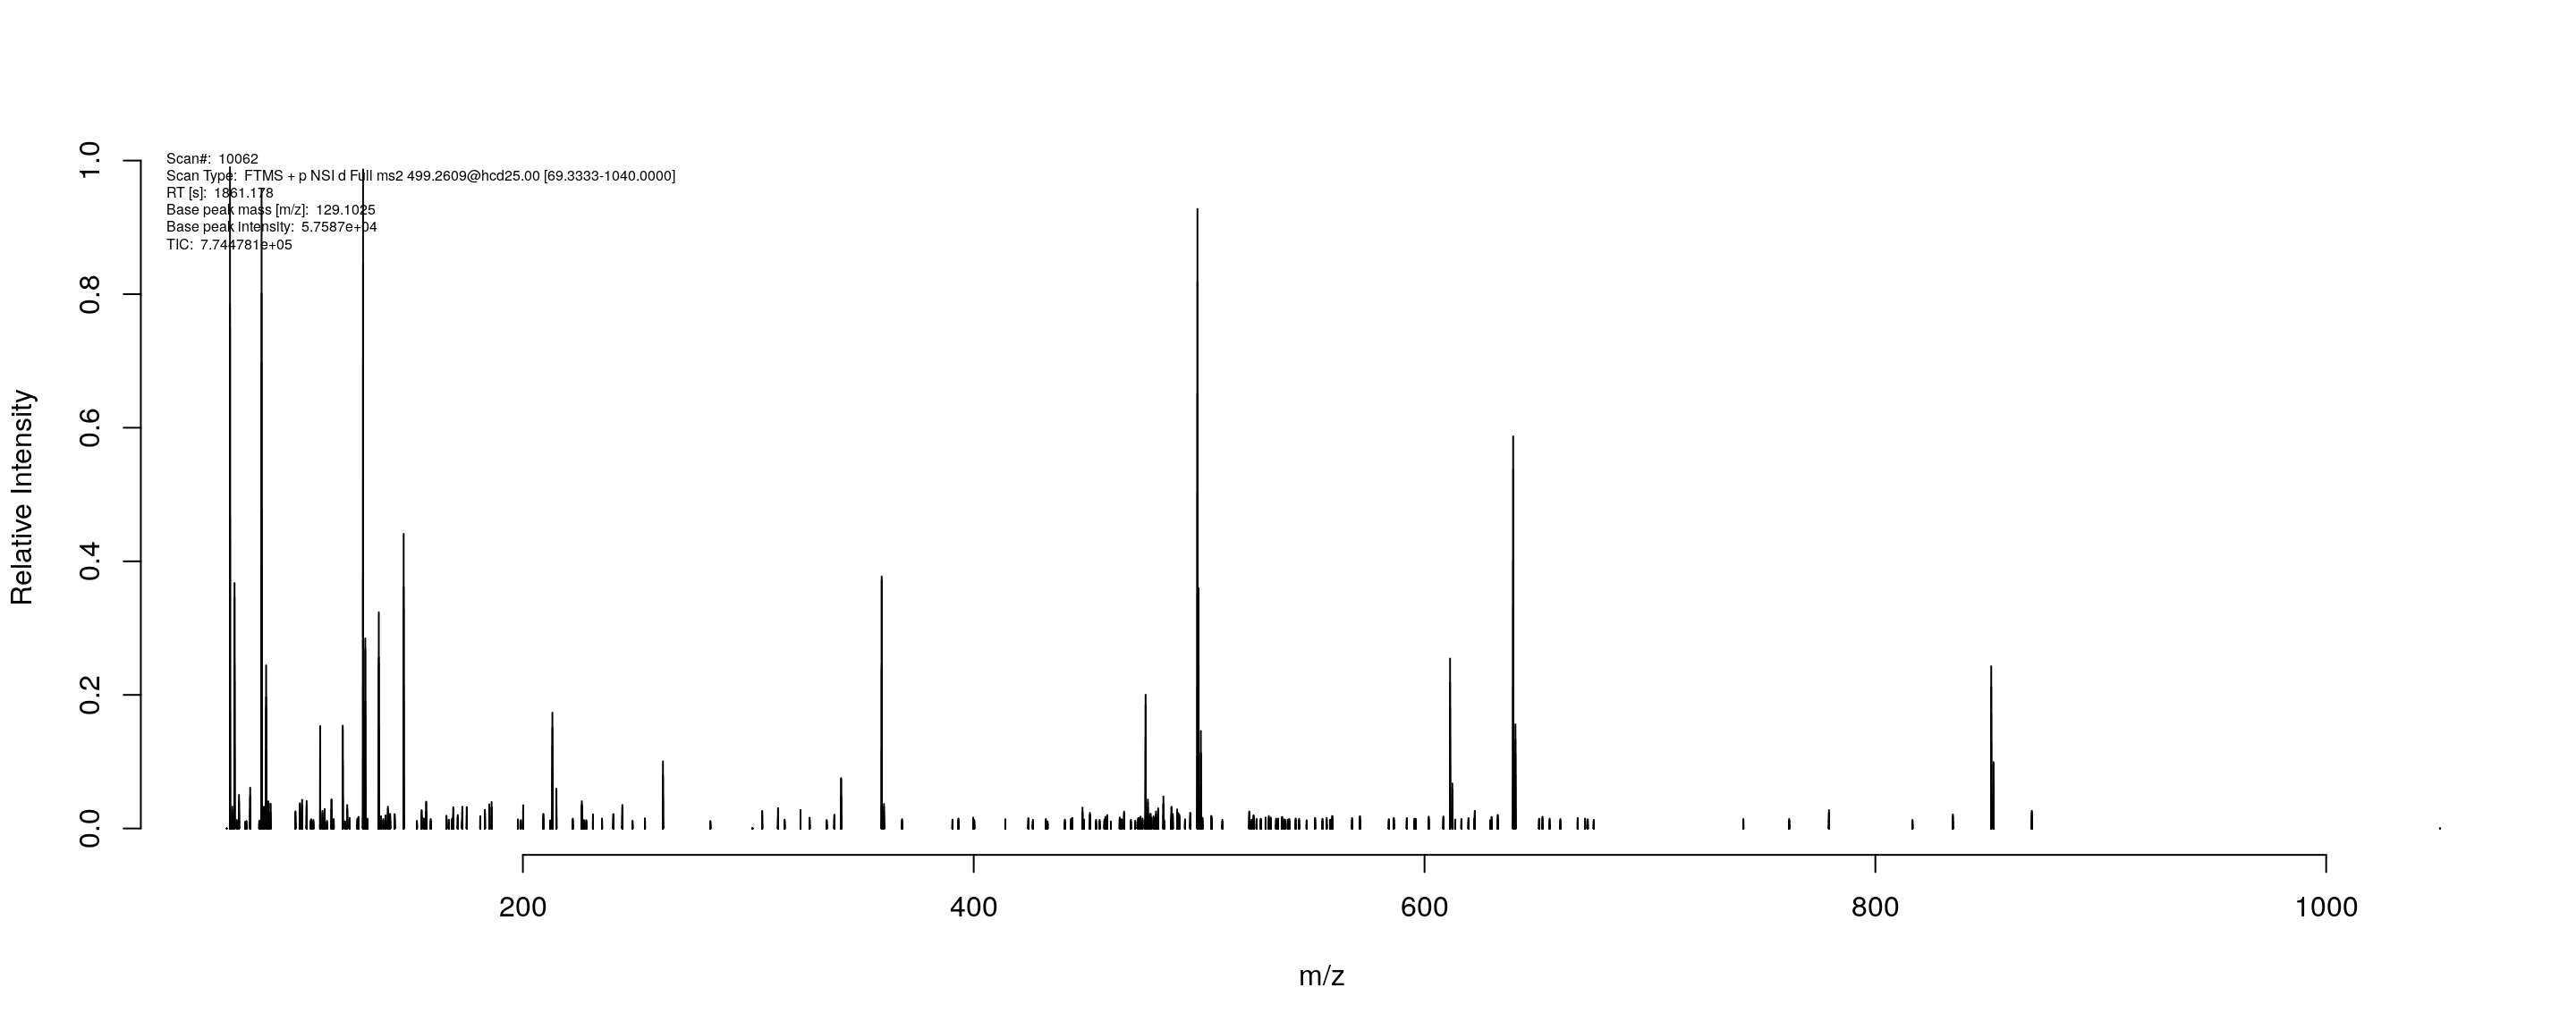 Scan#: 10062
Scan Type: FTMS + p NSI d Full ms2 499.2609@hcd25.00 [69.3333-1040.0000]
RT [s]: 1861.178
Base peak mass [m/z]: 129.1025
Base peak intensity: 5.7587e+04
TIC: 7.744781e+05
1.0
0.8
0.6
0.4
0.2
0.0
Relative Intensity
200 400 600 800 1000
m/z